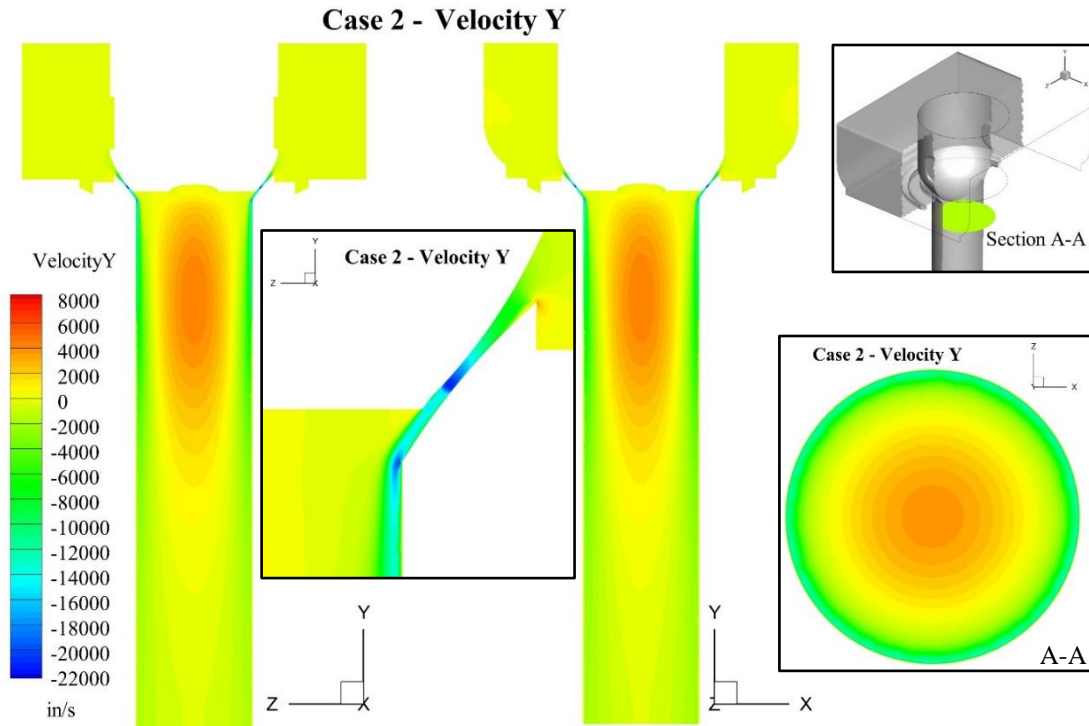 Case 2 - Velocity Y
Y
Z
X
Section A-A
VelocityY
8000
6000
4000
2000
0
-2000
-4000
-6000
-8000
-10000
-12000
-14000
-16000
-18000
-20000
-22000
in/s
Y
Z
X
Case 2 - Velocity Y
Y
Z
X
Y
Z
X
Case 2 - Velocity Y
Z
Y
X
A-A